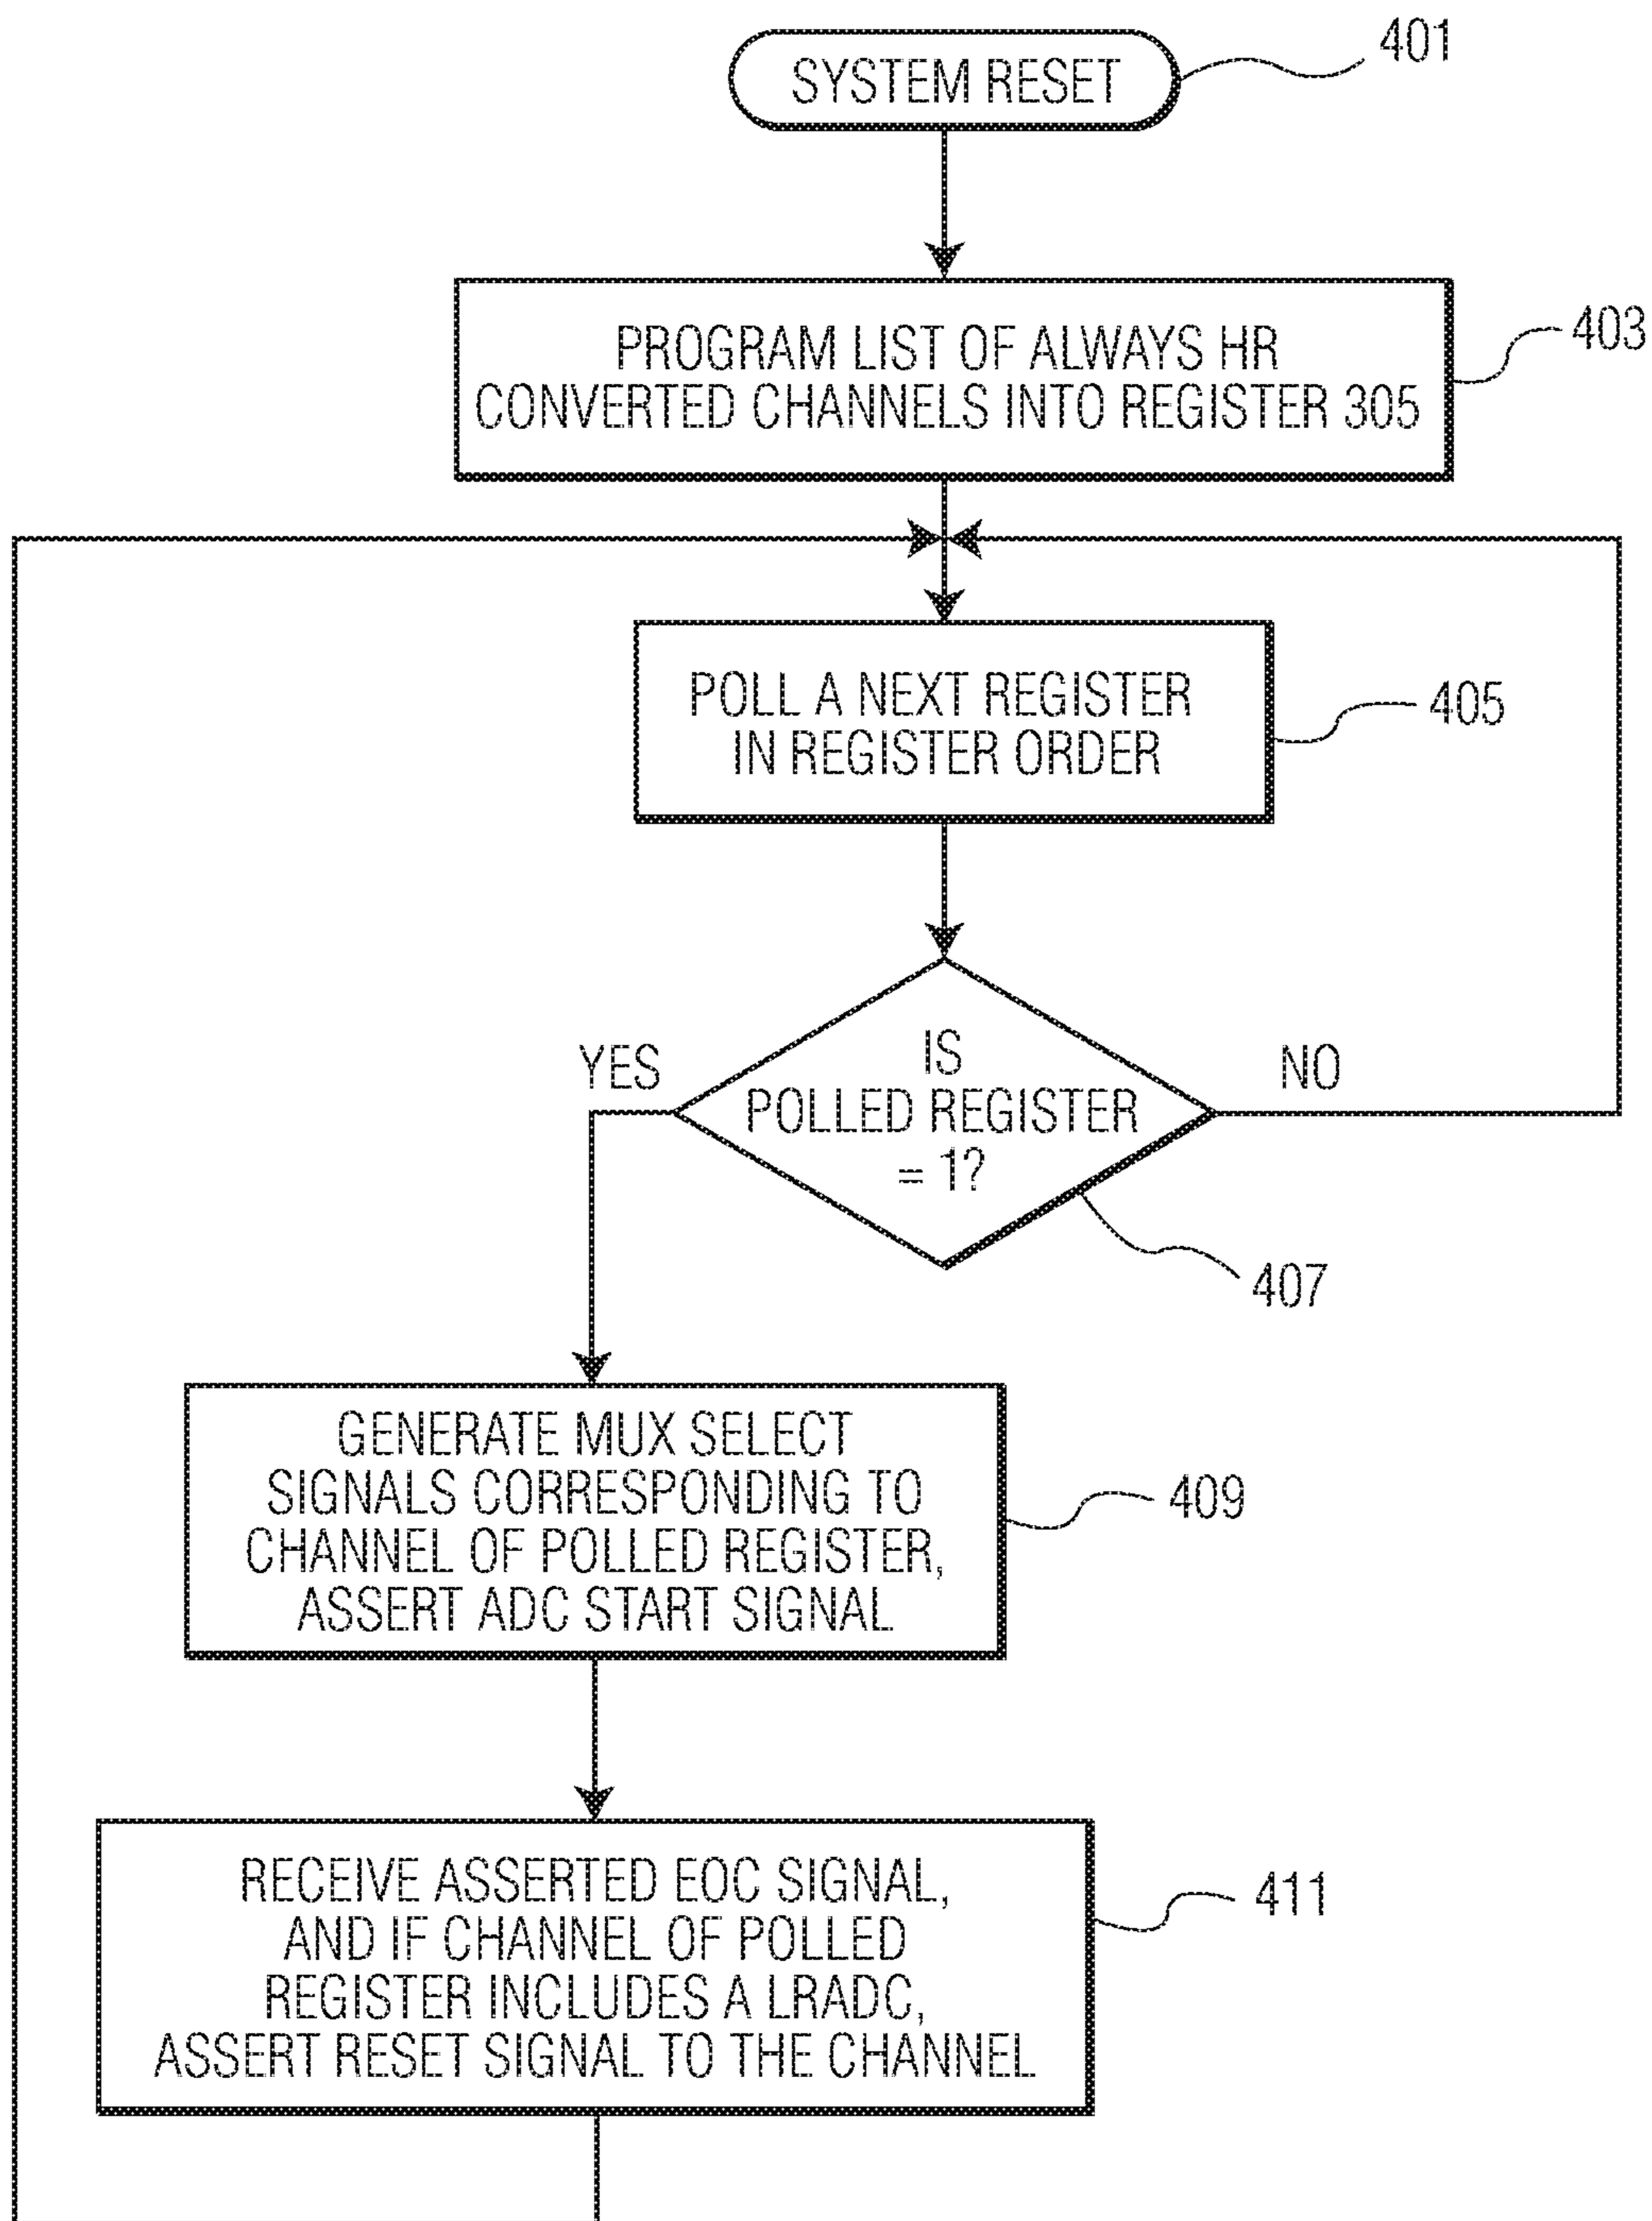 SYSTEM RESET
401
PROGRAM LIST OF ALWAYS HR
CONVERTED CHANNELS INTO REGISTER 305
403
POLL A NEXT REGISTER
IN REGISTER ORDER
405
YES
IS
POLLED REGISTER
= 1?
NO
407
GENERATE MUX SELECT
SIGNALS CORRESPONDING TO
CHANNEL OF POLLED REGISTER,
ASSERT ADC START SIGNAL
409
RECEIVE ASSERTED EOC SIGNAL,
AND IF CHANNEL OF POLLED
REGISTER INCLUDES A LRADC,
ASSERT RESET SIGNAL TO THE CHANNEL
411